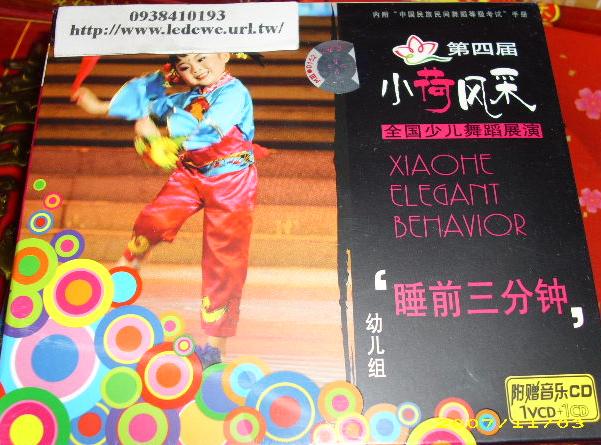 0938410193
http://www.ledewe.url.tw/
内附“中国民族民间舞蹈等级考试”手册
第四届
小荷风采
全国少儿舞蹈展演
XIAOHE
ELEGANT
BEHAVIOR
“睡前三分钟”
幼儿组
附赠音乐CD
1VCD+1CD